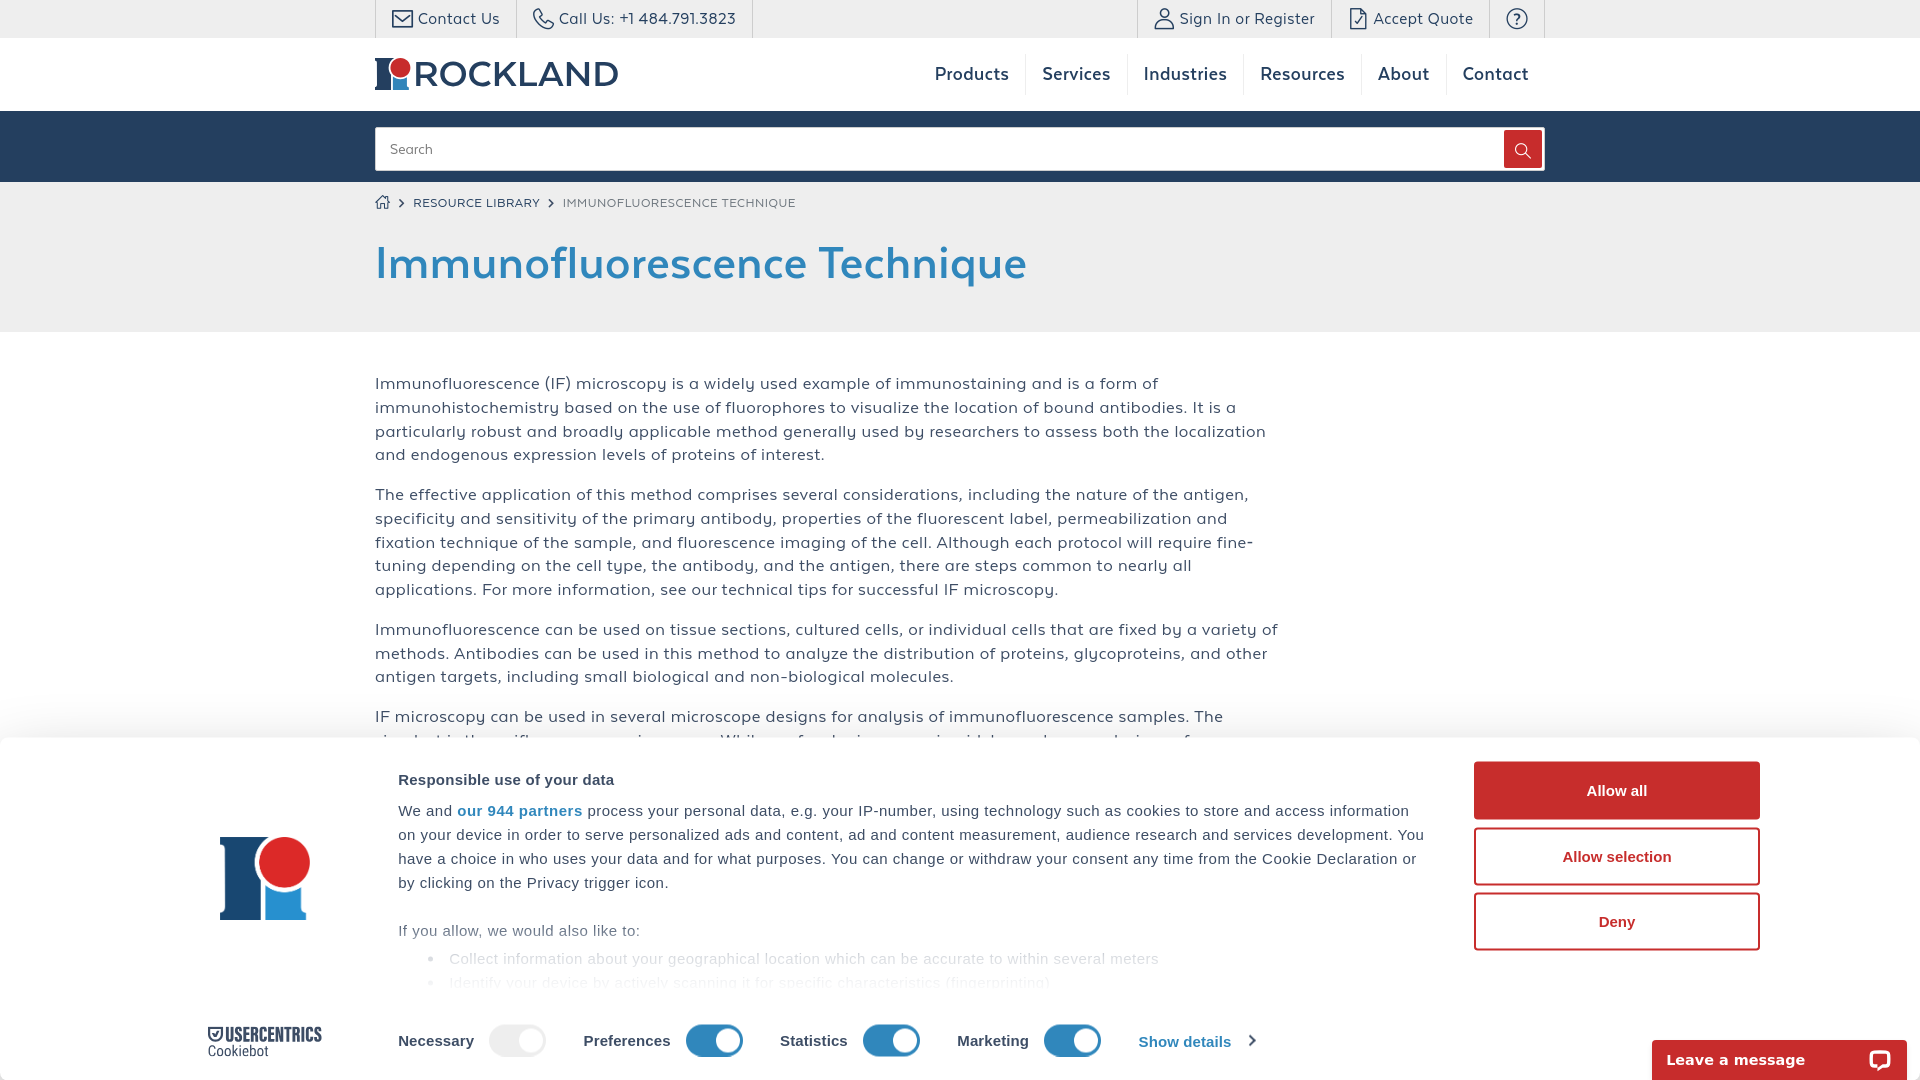 Contact Us
Call Us: +1 484.791.3823
Sign In or Register
Accept Quote
ROCKLAND
Products
Services
Industries
Resources
About
Contact
Search
RESOURCE LIBRARY
IMMUNOFLUORESCENCE TECHNIQUE
Immunofluorescence Technique
Immunofluorescence (IF) microscopy is a widely used example of immunostaining and is a form of
immunohistochemistry based on the use of fluorophores to visualize the location of bound antibodies. It is a
particularly robust and broadly applicable method generally used by researchers to assess both the localization
and endogenous expression levels of proteins of interest.
The effective application of this method comprises several considerations, including the nature of the antigen,
specificity and sensitivity of the primary antibody, properties of the fluorescent label, permeabilization and
fixation technique of the sample, and fluorescence imaging of the cell. Although each protocol will require fine-
tuning depending on the cell type, the antibody, and the antigen, there are steps common to nearly all
applications. For more information, see our technical tips for successful IF microscopy.
Immunofluorescence can be used on tissue sections, cultured cells, or individual cells that are fixed by a variety of
methods. Antibodies can be used in this method to analyze the distribution of proteins, glycoproteins, and other
antigen targets, including small biological and non-biological molecules.
IF microscopy can be used in several microscope designs for analysis of immunofluorescence samples. The
Responsible use of your data
We and our 944 partners process your personal data, e.g. your IP-number, using technology such as cookies to store and access information
on your device in order to serve personalized ads and content, ad and content measurement, audience research and services development. You
have a choice in who uses your data and for what purposes. You can change or withdraw your consent any time from the Cookie Declaration or
by clicking on the Privacy trigger icon.
If you allow, we would also like to:
Collect information about your geographical location which can be accurate to within several meters
Identify your device by actively scanning it for specific characteristics (fingerprinting)
Allow all
Allow selection
Deny
USERCENTRICS
Cookiebot
Necessary
Preferences
Statistics
Marketing
Show details
Leave a message